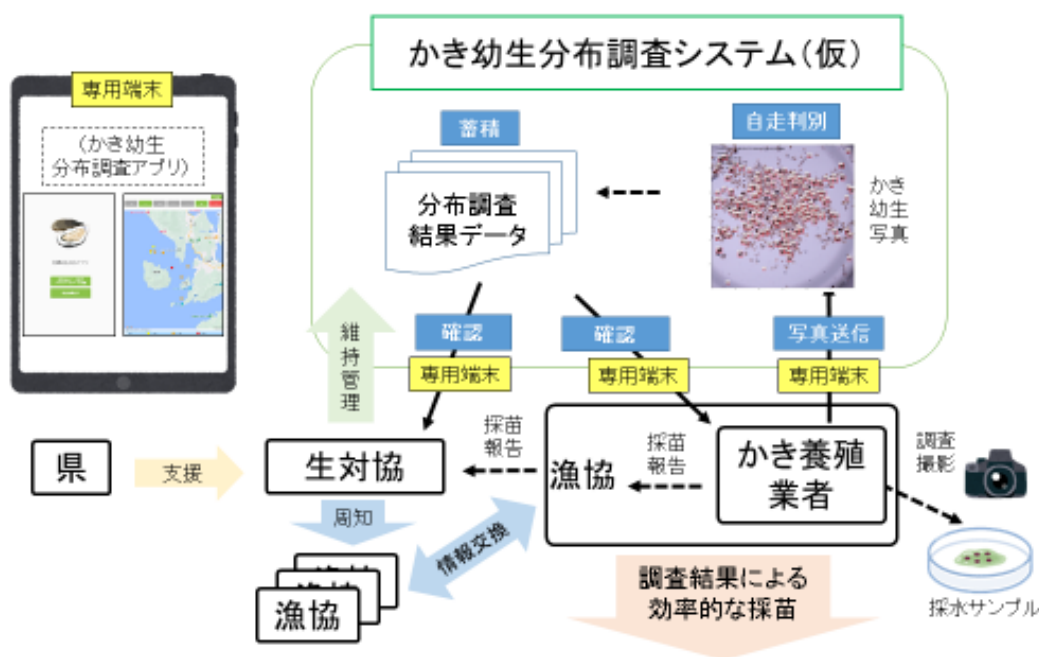 かき幼生分布調査システム(仮)
専用端末
(かき幼生
分布調査アプリ)
蓄積
分布調査
結果データ
自走判別
かき
幼生
写真
維持管理
確認
確認
写真送信
専用端末
専用端末
専用端末
県
支援
生対協
採苗
報告
漁協
採苗
報告
かき養殖
業者
調査
撮影
周知
情報交換
漁協
調査結果による
効率的な採苗
採水サンプル